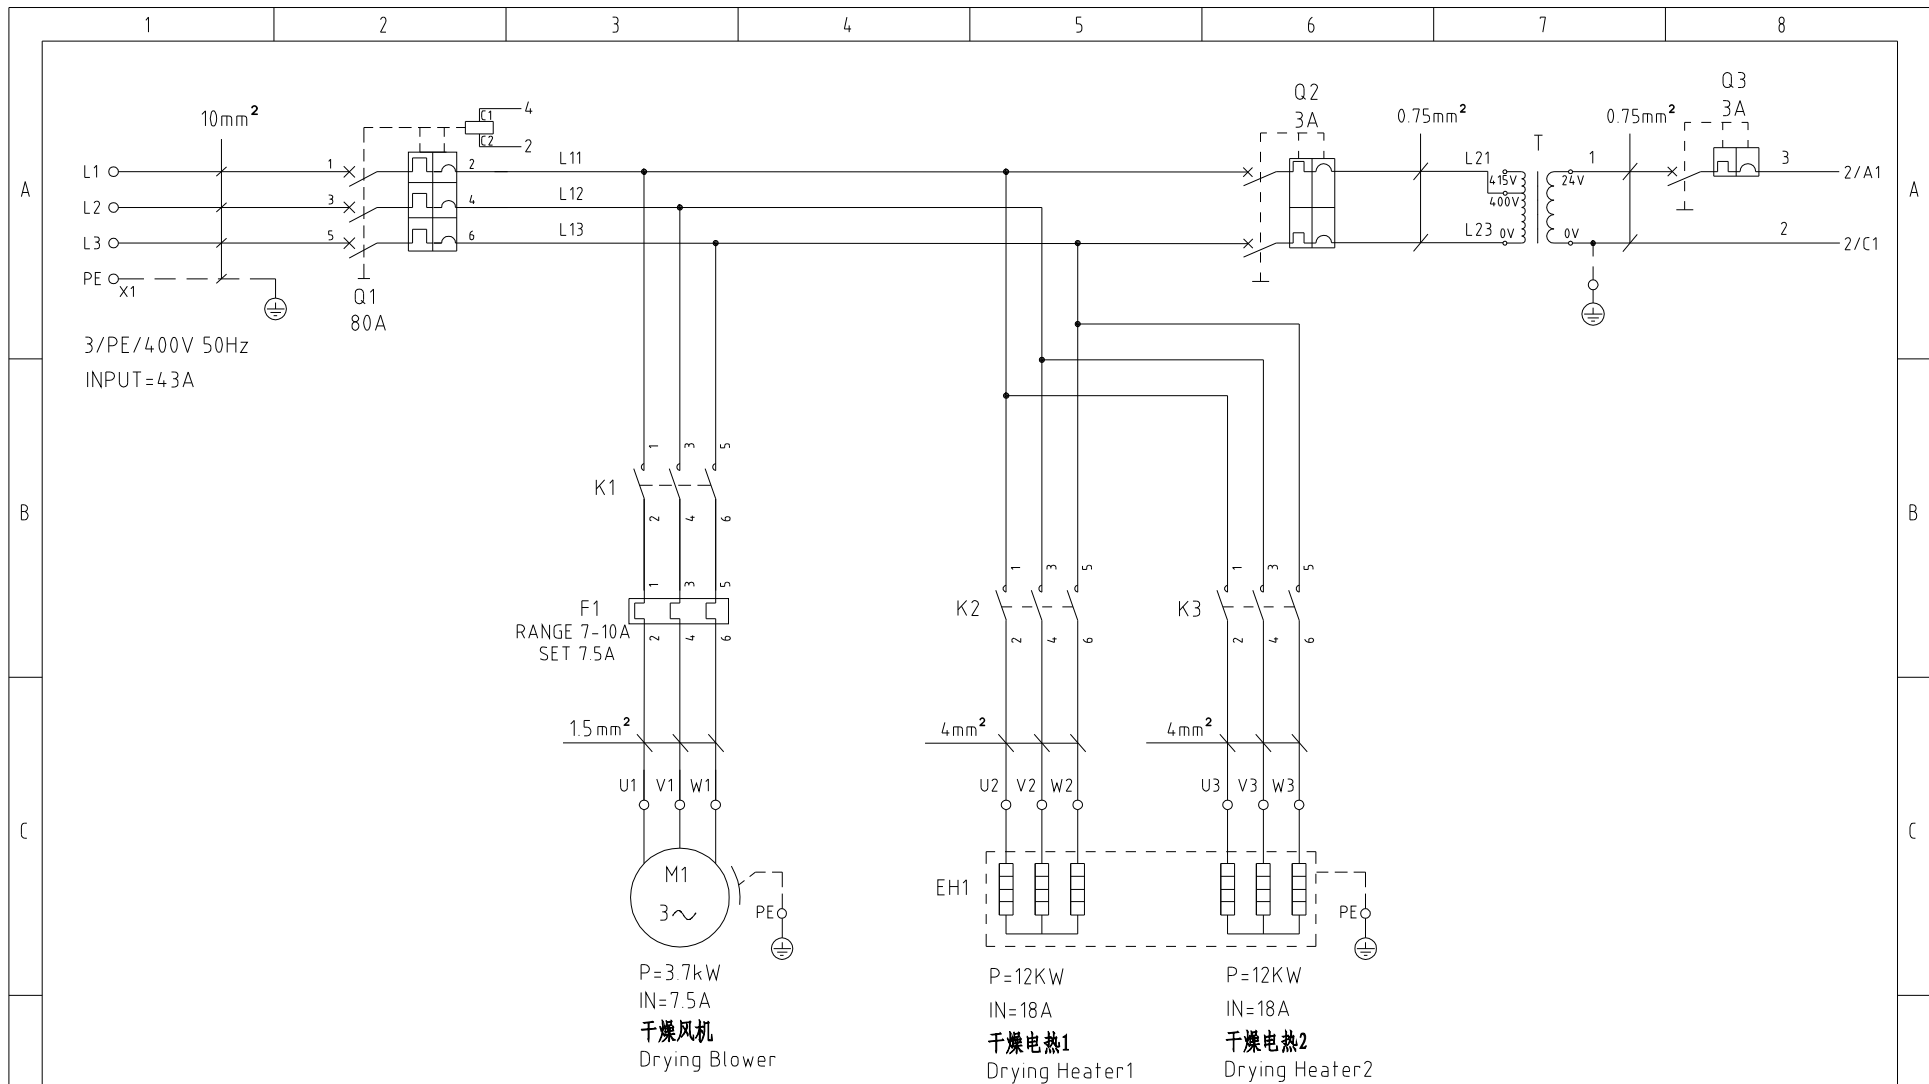 1 2 3 4 5 6 7 8
Q3
3A
Q2
3A
10mm²
0.75mm²
0.75mm²
C1 4
C2 2
A
L1 1 2 L11 L21 415V 24V 1 3 2/A1
400V
L2 3 4 L12
L3 5 6 L13 L23 0V 0V 2 2/C1
T
A
PE X1
Q1
80A
3/PE/400V 50Hz
INPUT=43A
B
1 3 5
K1
2 4 6
B
1 3 5
F1
RANGE 7-10A
SET 7.5A
2 4 6
1 3 5
K2
2 4 6
1 3 5
K3
2 4 6
1.5mm²
4mm²
4mm²
U1 V1 W1
U2 V2 W2
U3 V3 W3
C
C
M1
3~
PE
EH1
PE
P=3.7kW
IN=7.5A
干燥风机
Drying Blower
P=12KW
IN=18A
干燥电热1
Drying Heater1
P=12KW
IN=18A
干燥电热2
Drying Heater2